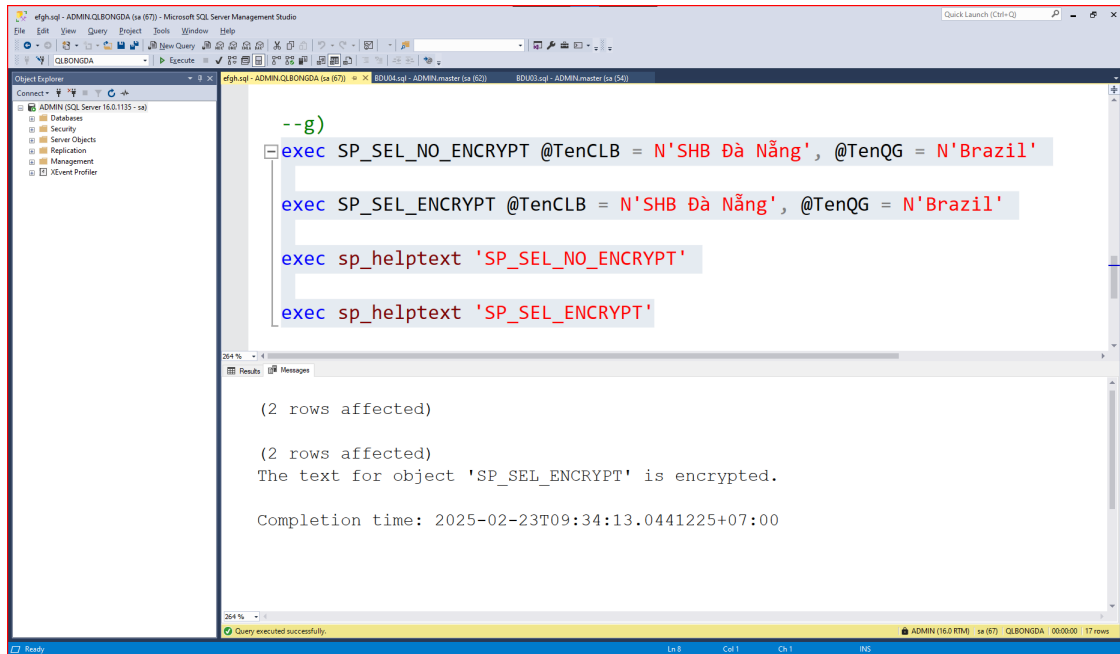 efgh.sql - ADMIN.QLBONGDA (sa (67)) - Microsoft SQL Server Management Studio
Quick Launch (Ctrl+Q)
File Edit View Query Project Tools Window Help
New Query
QLBONGDA
Execute
Object Explorer
efgh.sql - ADMIN.QLBONGDA (sa (67))
BDU04.sql - ADMIN.master (sa (62))
BDU03.sql - ADMIN.master (sa (54))
Connect
ADMIN (SQL Server 16.0.1135 - sa)
Databases
Security
Server Objects
Replication
Management
XEvent Profiler
--g)
exec SP_SEL_NO_ENCRYPT @TenCLB = N'SHB Đà Nẵng', @TenQG = N'Brazil'
exec SP_SEL_ENCRYPT @TenCLB = N'SHB Đà Nẵng', @TenQG = N'Brazil'
exec sp_helptext 'SP_SEL_NO_ENCRYPT'
exec sp_helptext 'SP_SEL_ENCRYPT'
264 %
Results Messages
(2 rows affected)
(2 rows affected)
The text for object 'SP_SEL_ENCRYPT' is encrypted.
Completion time: 2025-02-23T09:34:13.0441225+07:00
264 %
Query executed successfully.
ADMIN (16.0 RTM) sa (67) QLBONGDA 00:00:00 17 rows
Ready
Ln 8 Col 1 Ch 1 INS